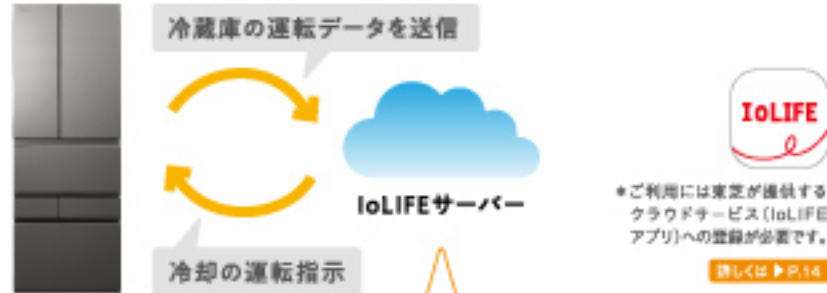 冷蔵庫の運転データを送信
IoLIFE
IoLIFEサーバー
*ご利用には東芝が提供する
クラウドサービス(IoLIFE
アプリ)への登録が必要です。
冷却の運転指示
詳しくは▶P.14